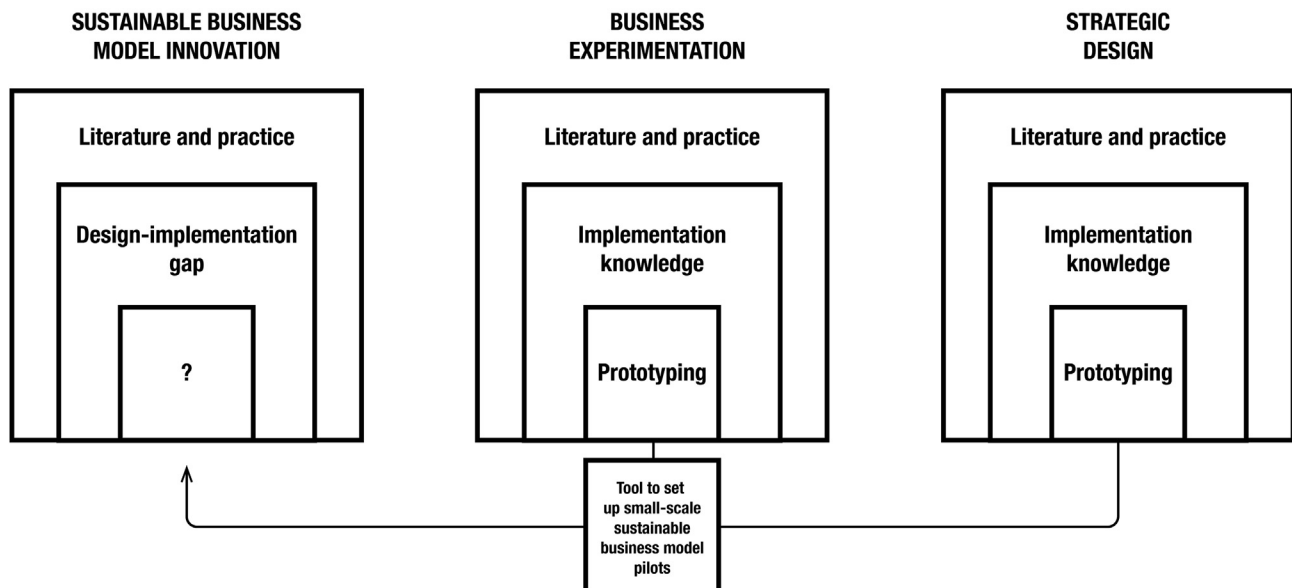 SUSTAINABLE BUSINESS
MODEL INNOVATION
Literature and practice
Design-implementation
gap
?
BUSINESS
EXPERIMENTATION
Literature and practice
Implementation
knowledge
Prototyping
STRATEGIC
DESIGN
Literature and practice
Implementation
knowledge
Prototyping
Tool to set
up small-scale
sustainable
business model
pilots